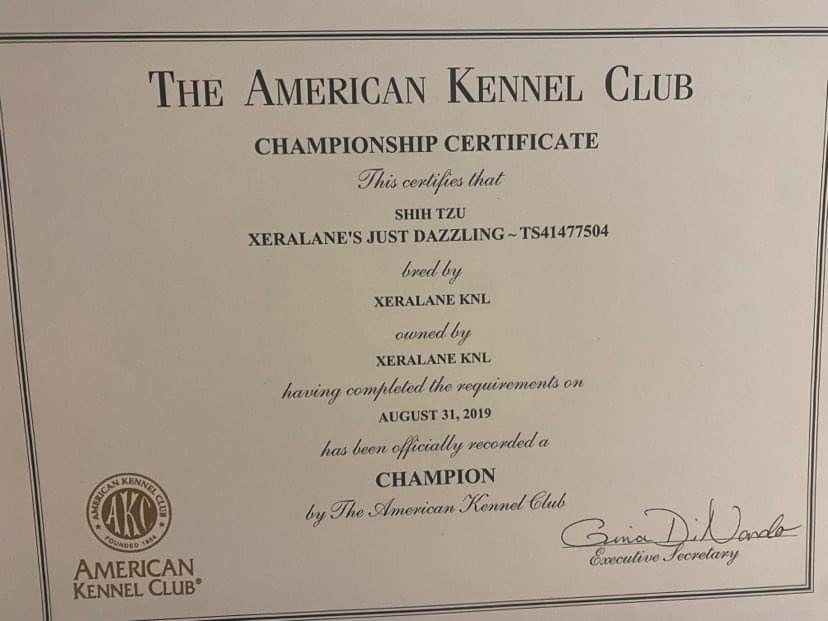 THE AMERICAN KENNEL CLUB
CHAMPIONSHIP CERTIFICATE
This certifies that
SHIH TZU
XERALANE'S JUST DAZZLING ~ TS41477504
bred by
XERALANE KNL
owned by
XERALANE KNL
having completed the requirements on
AUGUST 31, 2019
has been officially recorded a
CHAMPION
by The American Kennel Club
AMERICAN KENNEL CLUB
AKC
FOUNDED 1884
AMERICAN
KENNEL CLUB®
Gina DiNardo
Executive Secretary